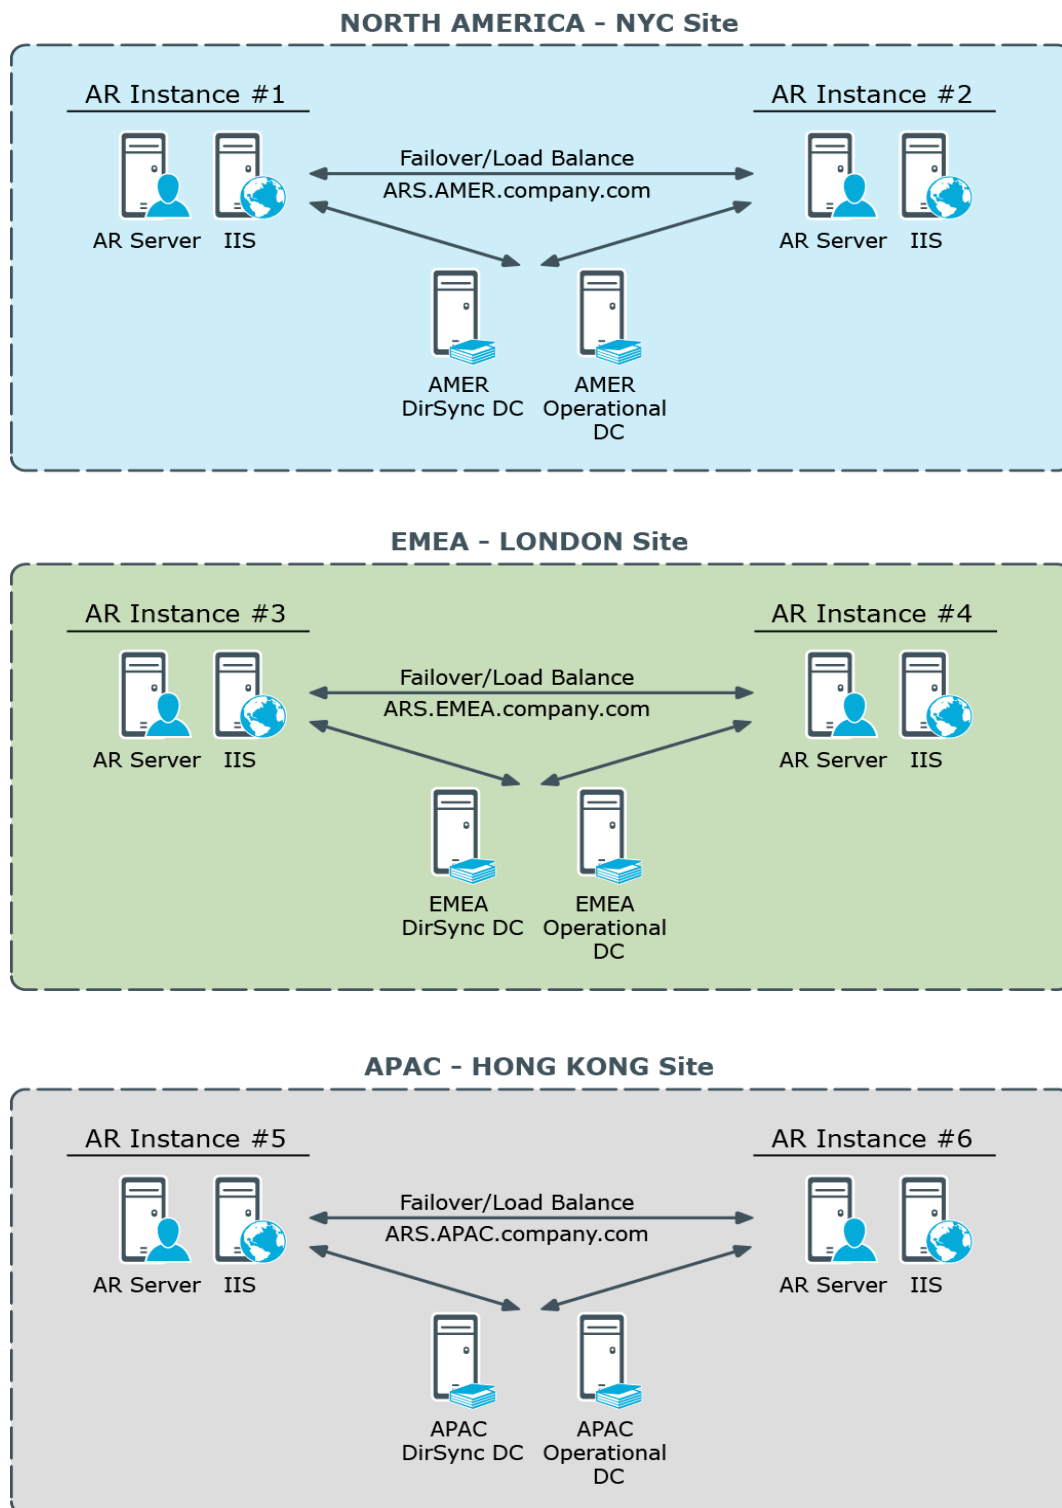 NORTH AMERICA - NYC Site
AR Instance #1
AR Instance #2
Failover/Load Balance
ARS.AMER.company.com
AR Server
IIS
AR Server
IIS
AMER
DirSync DC
AMER
Operational
DC
EMEA - LONDON Site
AR Instance #3
AR Instance #4
Failover/Load Balance
ARS.EMEA.company.com
AR Server
IIS
AR Server
IIS
EMEA
DirSync DC
EMEA
Operational
DC
APAC - HONG KONG Site
AR Instance #5
AR Instance #6
Failover/Load Balance
ARS.APAC.company.com
AR Server
IIS
AR Server
IIS
APAC
DirSync DC
APAC
Operational
DC